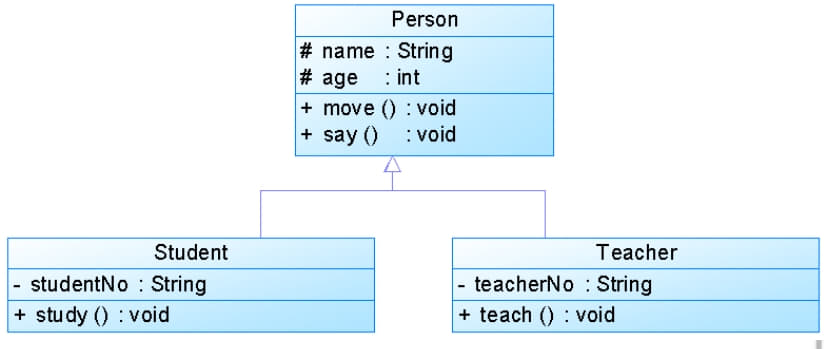 Person
# name : String
# age : int
+ move () : void
+ say () : void
Student
- studentNo : String
+ study () : void
Teacher
- teacherNo : String
+ teach () : void